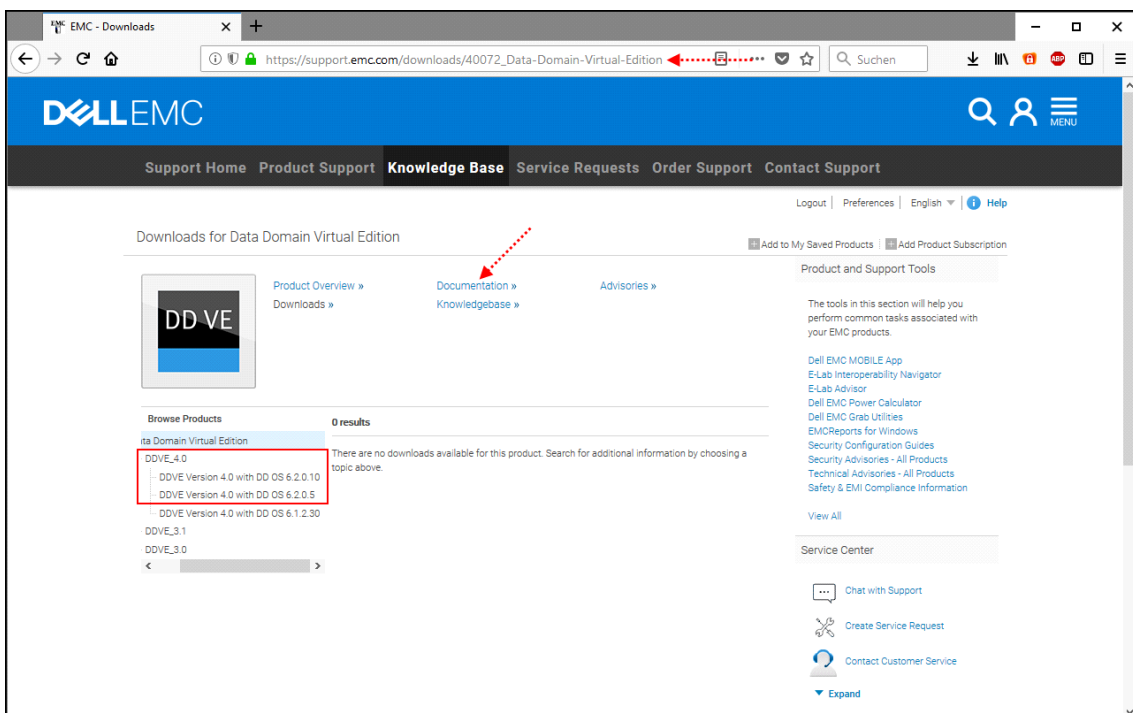 EMC EMC - Downloads
https://support.emc.com/downloads/40072_Data-Domain-Virtual-Edition
Suchen
ABP
DELLEMC
MENU
Support Home Product Support Knowledge Base Service Requests Order Support Contact Support
Logout | Preferences | English | Help
Downloads for Data Domain Virtual Edition
Add to My Saved Products Add Product Subscription
DD VE
Product Overview »
Documentation »
Advisories »
Downloads »
Knowledgebase »
Browse Products
ta Domain Virtual Edition
DDVE_4.0
DDVE Version 4.0 with DD OS 6.2.0.10
DDVE Version 4.0 with DD OS 6.2.0.5
DDVE Version 4.0 with DD OS 6.1.2.30
DDVE_3.1
DDVE_3.0
0 results
There are no downloads available for this product. Search for additional information by choosing a
topic above.
Product and Support Tools
The tools in this section will help you
perform common tasks associated with
your EMC products.
Dell EMC MOBILE App
E-Lab Interoperability Navigator
E-Lab Advisor
Dell EMC Power Calculator
Dell EMC Grab Utilities
EMCReports for Windows
Security Configuration Guides
Security Advisories - All Products
Technical Advisories - All Products
Safety & EMI Compliance Information
View All
Service Center
Chat with Support
Create Service Request
Contact Customer Service
Expand